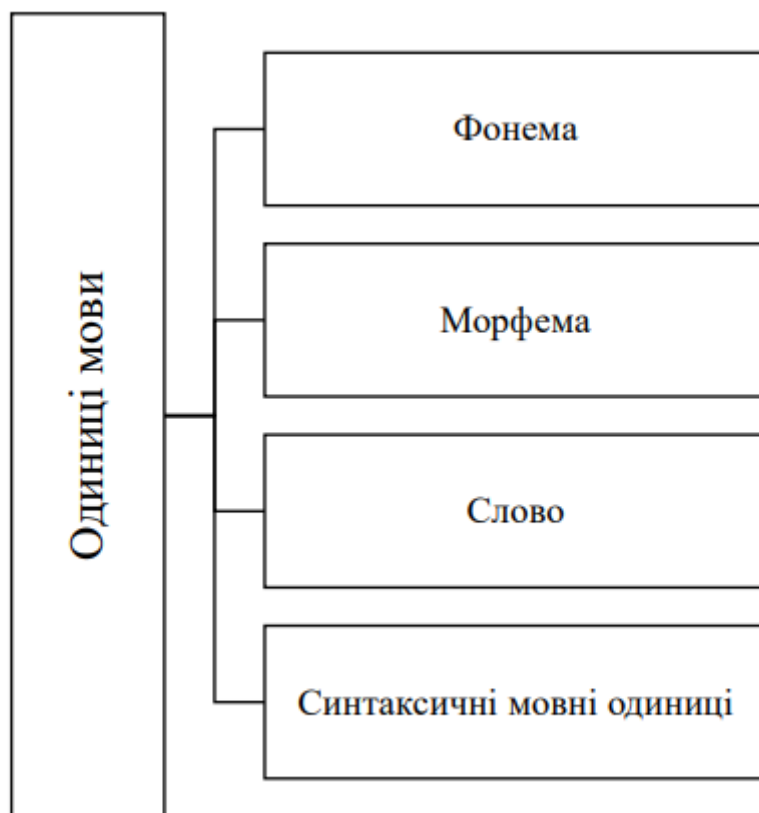 Одиниці мови
Фонема
Морфема
Слово
Синтаксичні мовні одиниці